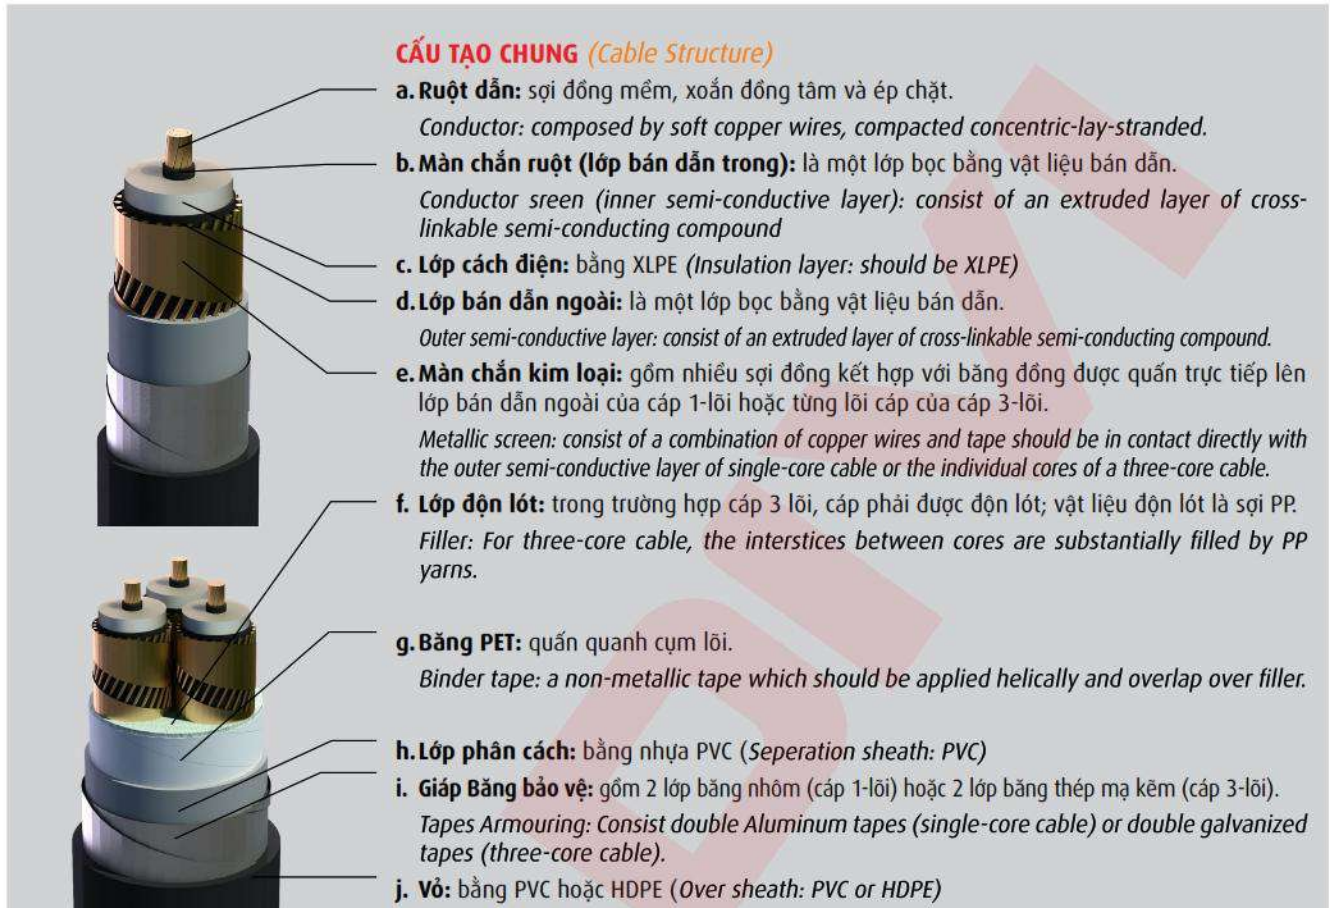 CẤU TẠO CHUNG (Cable Structure)
a. Ruột dẫn: sợi đồng mềm, xoắn đồng tâm và ép chặt.
Conductor: composed by soft copper wires, compacted concentric-lay-stranded.
b. Màn chắn ruột (lớp bán dẫn trong): là một lớp bọc bằng vật liệu bán dẫn.
Conductor sreen (inner semi-conductive layer): consist of an extruded layer of cross-
linkable semi-conducting compound
c. Lớp cách điện: bằng XLPE (Insulation layer: should be XLPE)
d. Lớp bán dẫn ngoài: là một lớp bọc bằng vật liệu bán dẫn.
Outer semi-conductive layer: consist of an extruded layer of cross-linkable semi-conducting compound.
e. Màn chắn kim loại: gồm nhiều sợi đồng kết hợp với băng đồng được quấn trực tiếp lên
lớp bán dẫn ngoài của cáp 1-lõi hoặc từng lõi cáp của cáp 3-lõi.
Metallic screen: consist of a combination of copper wires and tape should be in contact directly with
the outer semi-conductive layer of single-core cable or the individual cores of a three-core cable.
f. Lớp độn lót: trong trường hợp cáp 3 lõi, cáp phải được độn lót; vật liệu độn lót là sợi PP.
Filler: For three-core cable, the interstices between cores are substantially filled by PP
yarns.
g. Băng PET: quấn quanh cụm lõi.
Binder tape: a non-metallic tape which should be applied helically and overlap over filler.
h. Lớp phân cách: bằng nhựa PVC (Seperation sheath: PVC)
i. Giáp Băng bảo vệ: gồm 2 lớp băng nhôm (cáp 1-lõi) hoặc 2 lớp băng thép mạ kẽm (cáp 3-lõi).
Tapes Armouring: Consist double Aluminum tapes (single-core cable) or double galvanized
tapes (three-core cable).
j. Vỏ: bằng PVC hoặc HDPE (Over sheath: PVC or HDPE)